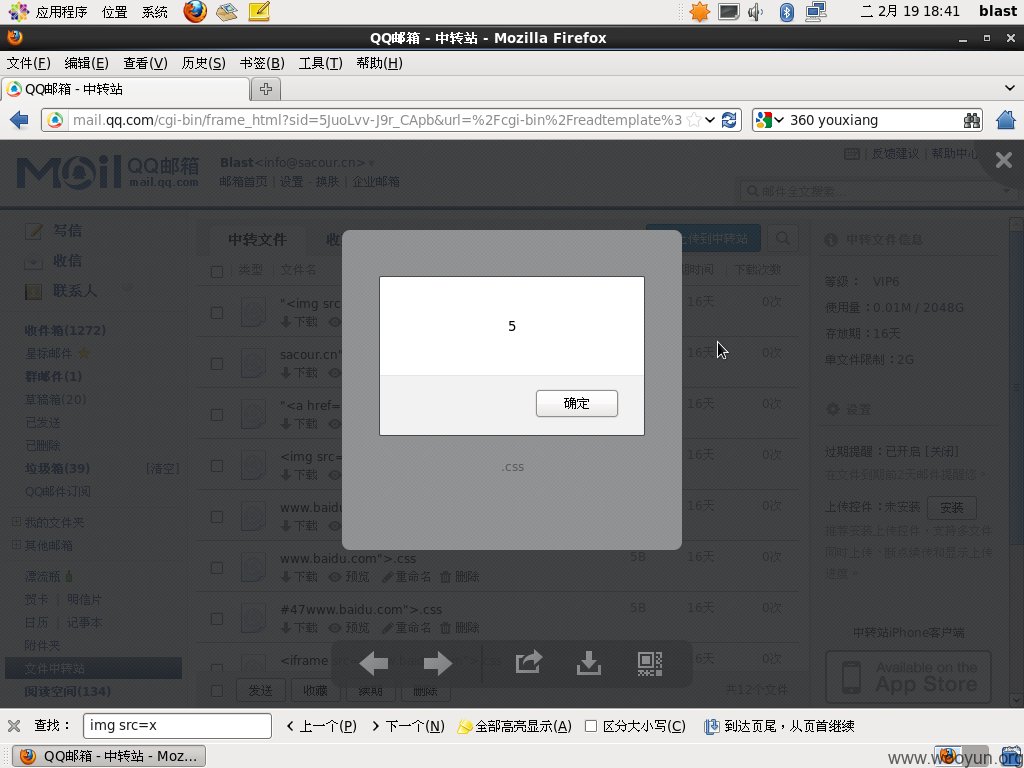 应用程序 位置 系统 二 2月 19 18:41 blast
QQ邮箱 - 中转站 - Mozilla Firefox
文件(F) 编辑(E) 查看(V) 历史(S) 书签(B) 工具(T) 帮助(H)
QQ邮箱 - 中转站
mail.qq.com/cgi-bin/frame_html?sid=5JuoLvv-J9r_CApb&url=%2Fcgi-bin%2Freadtemplate%3 360 youxiang
Mail QQ邮箱 mail.qq.com
Blast<info@sacour.cn> 反馈建议 | 帮助中心
邮箱首页 | 设置 - 换肤 | 企业邮箱
邮件全文搜索...
写信
收信
联系人
收件箱(1272)
星标邮件
群邮件(1)
草稿箱(20)
已发送
已删除
垃圾箱(39) [清空]
QQ邮件订阅
我的文件夹
其他邮箱
漂流瓶
贺卡 | 明信片
日历 | 记事本
附件夹
文件中转站
阅读空间(134)
中转文件 收 上传到中转站
类型 文件名 期时间 下载次数
"<img src 16天 0次
下载
sacour.cn" 16天 0次
下载
"<a href= 16天 0次
下载
<img src= 16天 0次
下载
www.baidu 16天 0次
下载
www.baidu.com">.css 5B 16天 0次
下载 预览 重命名 删除
#47www.baidu.com">.css 5B 16天 0次
下载 预览 重命名 删除
<iframe src 天 0次
发送 收藏 续期 删除 共12个文件
5
确定
.css
中转文件信息
等级： VIP6
使用量：0.01M / 2048G
存放期：16天
单文件限制：2G
设置
过期提醒：已开启 [关闭]
在文件到期前2天邮件提醒您。
上传控件：未安装 安装
推荐安装上传控件，支持多文件
同时上传、断点续传和显示上传
进度。
中转站iPhone客户端
Available on the
App Store
查找： img src=x 上一个(P) 下一个(N) 全部高亮显示(A) 区分大小写(C) 到达页尾，从页首继续
QQ邮箱 - 中转站 - Moz...
www.wooyun.org